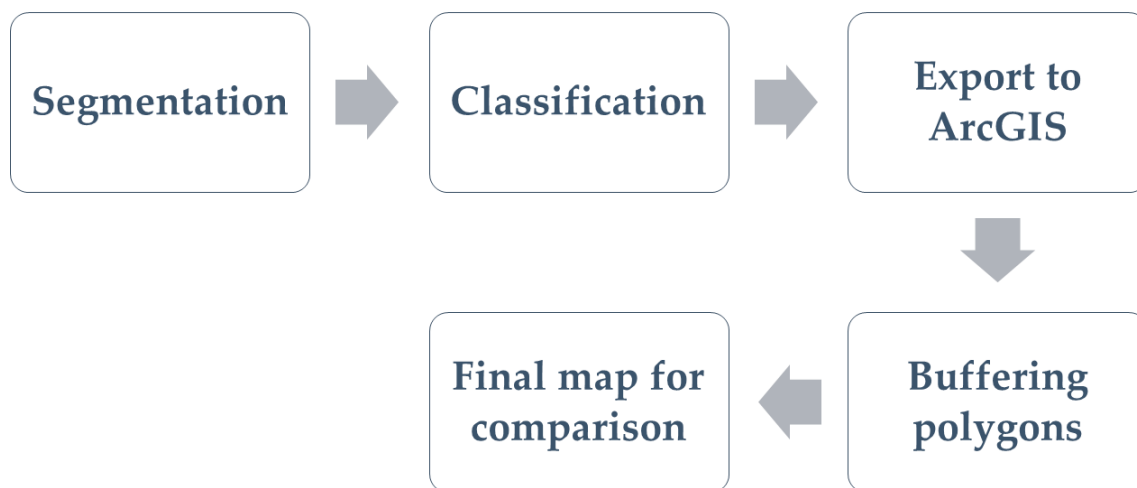 Segmentation
Classification
Export to
ArcGIS
Buffering
polygons
Final map for
comparison